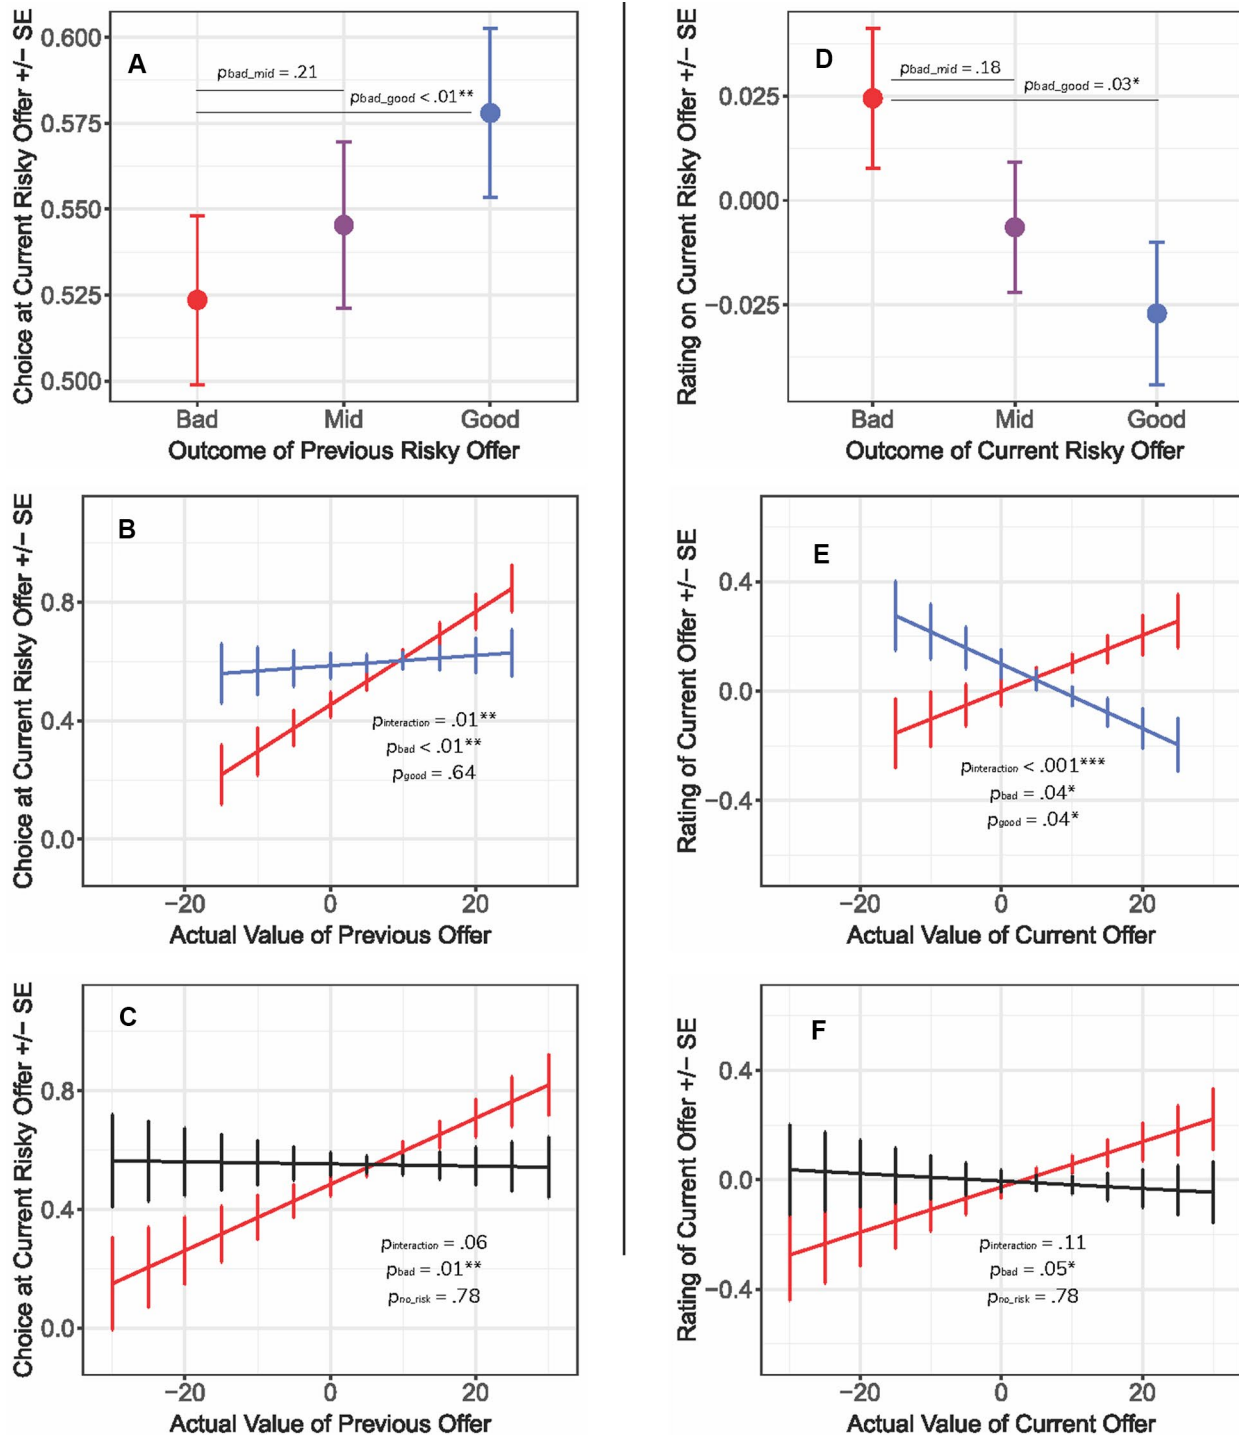 A
Choice at Current Risky Offer +/− SE
0.600
0.575
0.550
0.525
0.500
pbad_mid = .21
pbad_good < .01**
Bad Mid Good
Outcome of Previous Risky Offer
B
Choice at Current Risky Offer +/− SE
0.8
0.4
0.0
pinteraction = .01**
pbad < .01**
pgood = .64
−20 0 20
Actual Value of Previous Offer
C
Choice at Current Risky Offer +/− SE
0.8
0.4
0.0
pinteraction = .06
pbad = .01**
pno_risk = .78
−20 0 20
Actual Value of Previous Offer
D
Rating on Current Risky Offer +/− SE
0.025
0.000
−0.025
pbad_mid = .18
pbad_good = .03*
Bad Mid Good
Outcome of Current Risky Offer
E
Rating of Current Offer +/− SE
0.4
0.0
−0.4
pinteraction < .001***
pbad = .04*
pgood = .04*
−20 0 20
Actual Value of Current Offer
F
Rating of Current Offer +/− SE
0.4
0.0
−0.4
pinteraction = .11
pbad = .05*
pno_risk = .78
−20 0 20
Actual Value of Current Offer